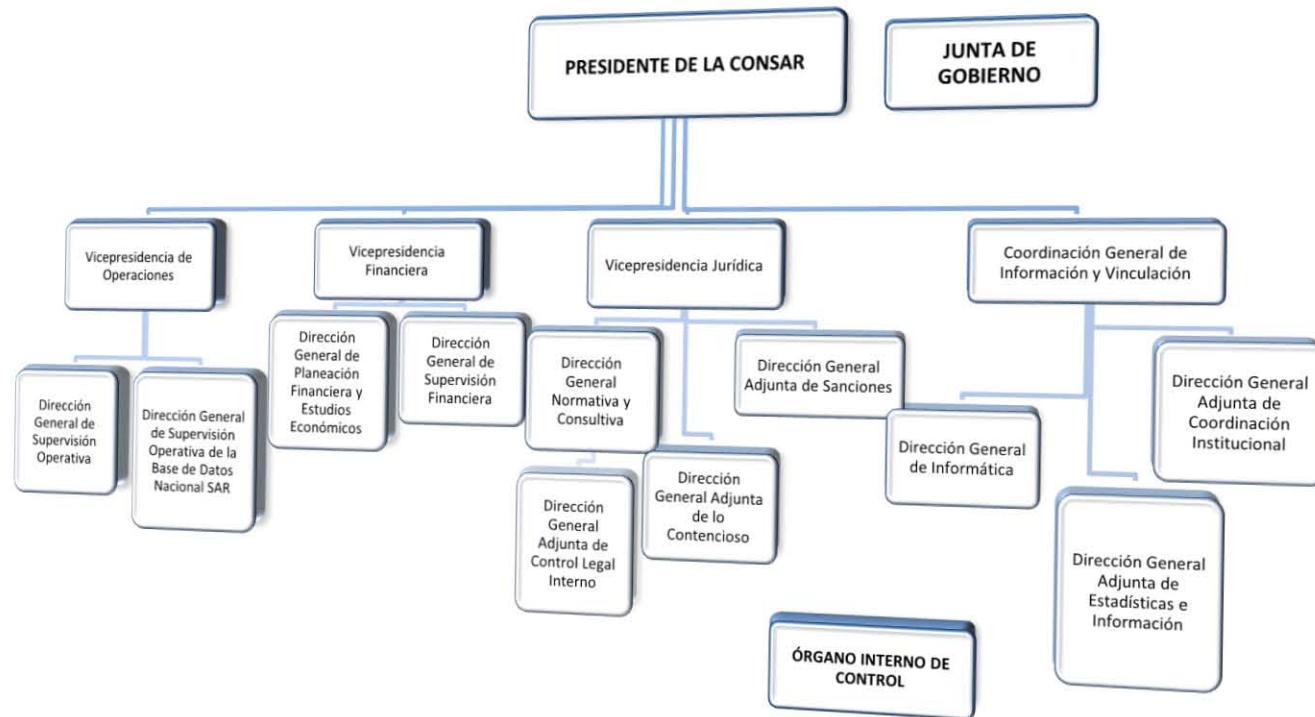 PRESIDENTE DE LA CONSAR
JUNTA DE
GOBIERNO
Vicepresidencia de
Operaciones
Vicepresidencia
Financiera
Vicepresidencia Jurídica
Coordinación General de
Información y Vinculación
Dirección
General de
Supervisión
Operativa
Dirección General
de Supervisión
Operativa de la
Base de Datos
Nacional SAR
Dirección
General de
Planeación
Financiera y
Estudios
Económicos
Dirección
General de
Supervisión
Financiera
Dirección
General
Normativa y
Consultiva
Dirección General
Adjunta de Sanciones
Dirección
General
Adjunta de
Control Legal
Interno
Dirección
General Adjunta
de lo
Contencioso
Dirección General
de Informática
Dirección General
Adjunta de
Coordinación
Institucional
Dirección General
Adjunta de
Estadísticas e
Información
ÓRGANO INTERNO DE
CONTROL